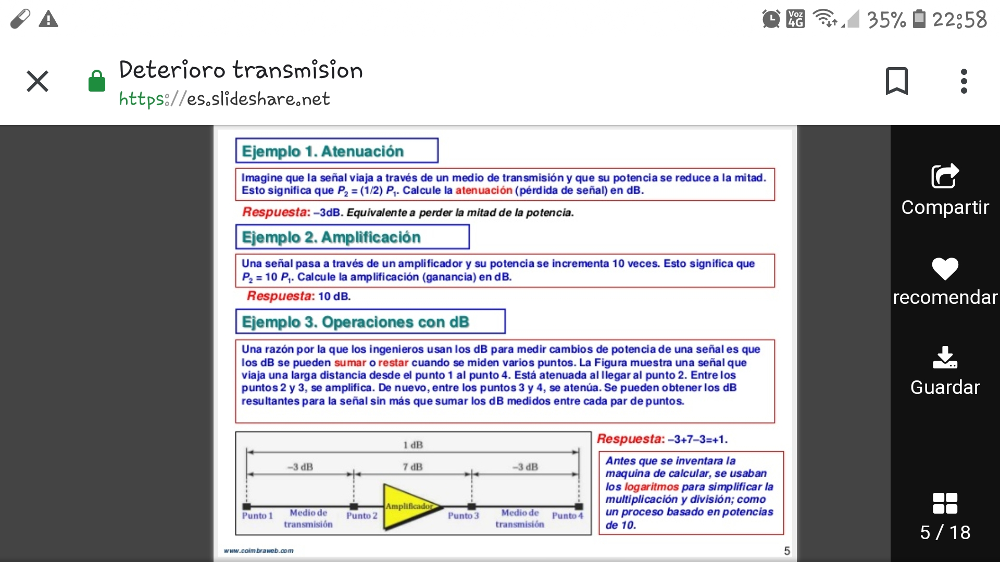 Voz 4G 35% 22:58
Deterioro transmision
https://es.slideshare.net
Ejemplo 1. Atenuación
Imagine que la señal viaja a través de un medio de transmisión y que su potencia se reduce a la mitad.
Esto significa que P2 = (1/2) P1. Calcule la atenuación (pérdida de señal) en dB.
Respuesta: –3dB. Equivalente a perder la mitad de la potencia.
Ejemplo 2. Amplificación
Una señal pasa a través de un amplificador y su potencia se incrementa 10 veces. Esto significa que
P2 = 10 P1. Calcule la amplificación (ganancia) en dB.
Respuesta: 10 dB.
Ejemplo 3. Operaciones con dB
Una razón por la que los ingenieros usan los dB para medir cambios de potencia de una señal es que
los dB se pueden sumar o restar cuando se miden varios puntos. La Figura muestra una señal que
viaja una larga distancia desde el punto 1 al punto 4. Está atenuada al llegar al punto 2. Entre los
puntos 2 y 3, se amplifica. De nuevo, entre los puntos 3 y 4, se atenúa. Se pueden obtener los dB
resultantes para la señal sin más que sumar los dB medidos entre cada par de puntos.
1 dB
–3 dB 7 dB –3 dB
Amplificador
Punto 1 Medio de Punto 2 Punto 3 Medio de Punto 4
transmisión transmisión
Respuesta: –3+7–3=+1.
Antes que se inventara la
maquina de calcular, se usaban
los logaritmos para simplificar la
multiplicación y división; como
un proceso basado en potencias
de 10.
www.coimbraweb.com
5
Compartir
recomendar
Guardar
5 / 18